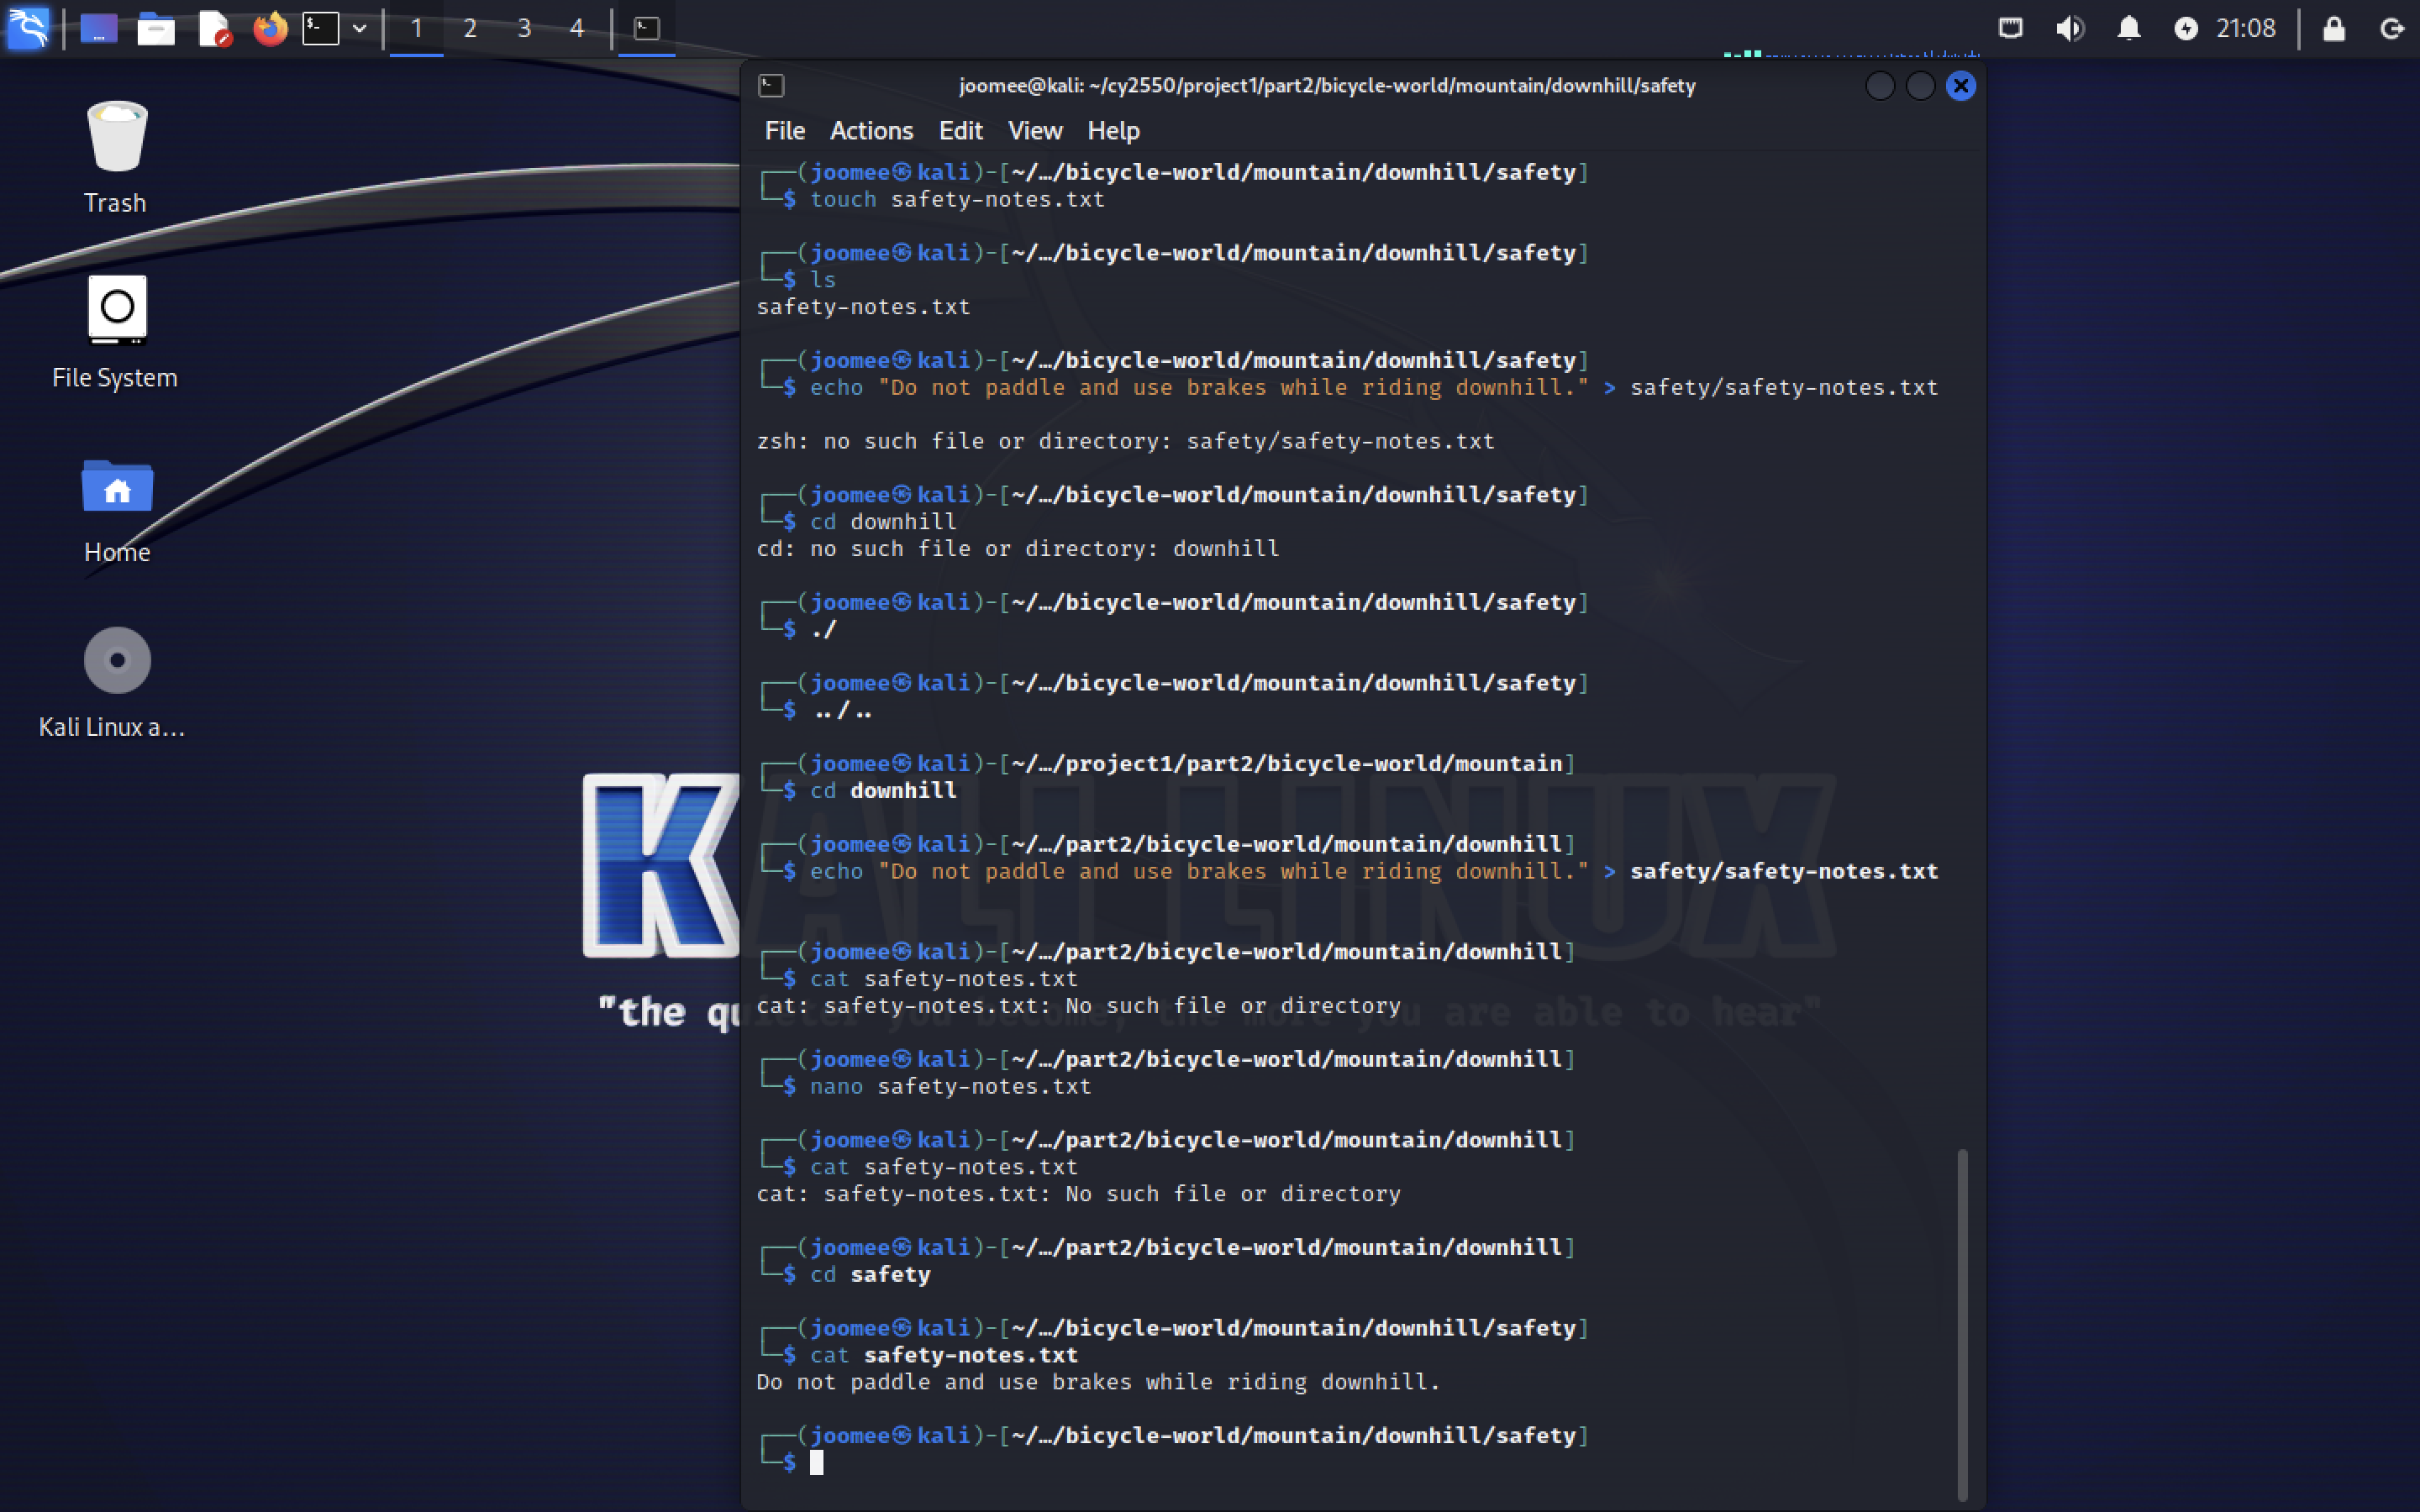 1 2 3 4 21:08
joomee@kali: ~/cy2550/project1/part2/bicycle-world/mountain/downhill/safety
File Actions Edit View Help
Trash
File System
Home
Kali Linux a…
┌──(joomee㉿kali)-[~/…/bicycle-world/mountain/downhill/safety]
└─$ touch safety-notes.txt
┌──(joomee㉿kali)-[~/…/bicycle-world/mountain/downhill/safety]
└─$ ls
safety-notes.txt
┌──(joomee㉿kali)-[~/…/bicycle-world/mountain/downhill/safety]
└─$ echo "Do not paddle and use brakes while riding downhill." > safety/safety-notes.txt
zsh: no such file or directory: safety/safety-notes.txt
┌──(joomee㉿kali)-[~/…/bicycle-world/mountain/downhill/safety]
└─$ cd downhill
cd: no such file or directory: downhill
┌──(joomee㉿kali)-[~/…/bicycle-world/mountain/downhill/safety]
└─$ ./
┌──(joomee㉿kali)-[~/…/bicycle-world/mountain/downhill/safety]
└─$ ../..
┌──(joomee㉿kali)-[~/…/project1/part2/bicycle-world/mountain]
└─$ cd downhill
┌──(joomee㉿kali)-[~/…/part2/bicycle-world/mountain/downhill]
└─$ echo "Do not paddle and use brakes while riding downhill." > safety/safety-notes.txt
┌──(joomee㉿kali)-[~/…/part2/bicycle-world/mountain/downhill]
└─$ cat safety-notes.txt
cat: safety-notes.txt: No such file or directory
┌──(joomee㉿kali)-[~/…/part2/bicycle-world/mountain/downhill]
└─$ nano safety-notes.txt
┌──(joomee㉿kali)-[~/…/part2/bicycle-world/mountain/downhill]
└─$ cat safety-notes.txt
cat: safety-notes.txt: No such file or directory
┌──(joomee㉿kali)-[~/…/part2/bicycle-world/mountain/downhill]
└─$ cd safety
┌──(joomee㉿kali)-[~/…/bicycle-world/mountain/downhill/safety]
└─$ cat safety-notes.txt
Do not paddle and use brakes while riding downhill.
┌──(joomee㉿kali)-[~/…/bicycle-world/mountain/downhill/safety]
└─$
KALI LINUX
"the quieter you become, the more you are able to hear"